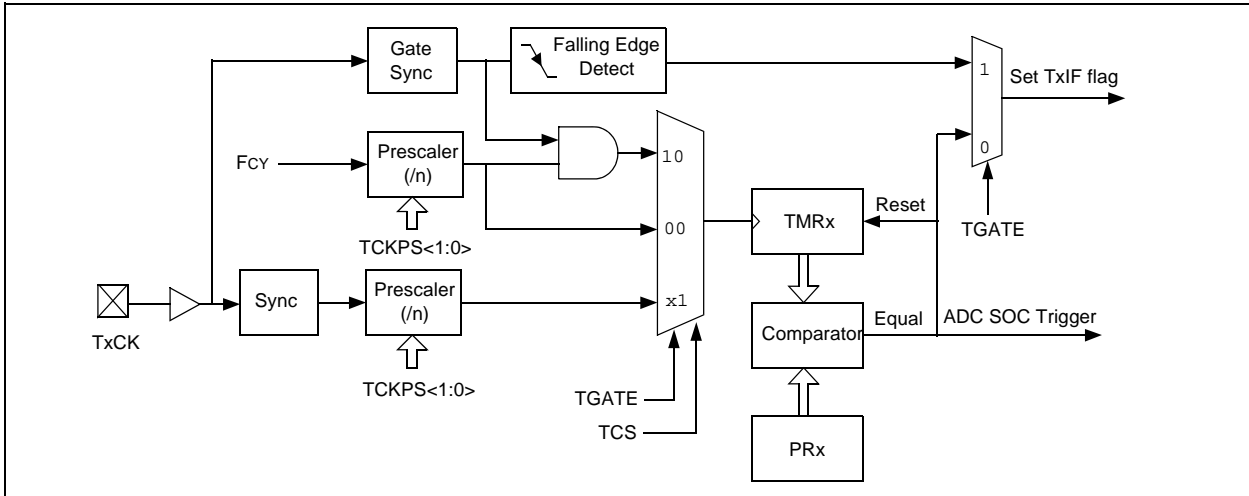 Gate
Sync
Falling Edge
Detect
1
Set TxIF flag
0
TGATE
FCY
Prescaler
(/n)
TCKPS<1:0>
10
00
x1
TMRx
Reset
TxCK
Sync
Prescaler
(/n)
TCKPS<1:0>
Comparator
Equal
ADC SOC Trigger
TGATE
TCS
PRx